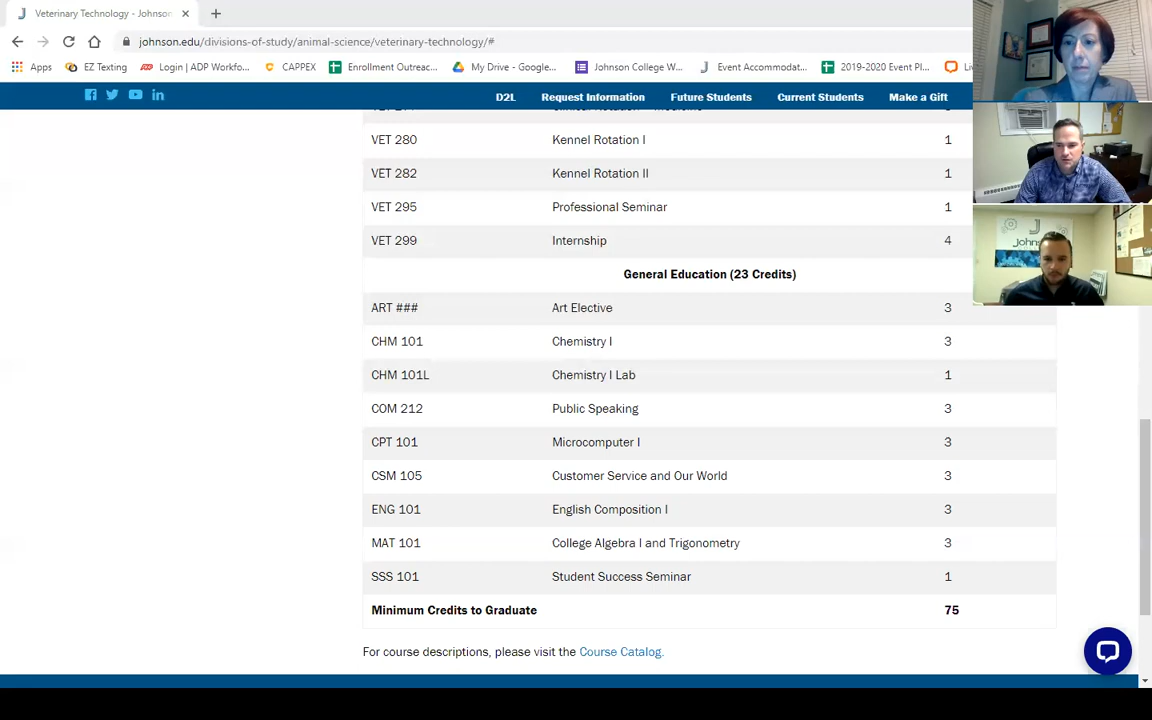 Veterinary Technology - Johnson
johnson.edu/divisions-of-study/animal-science/veterinary-technology/#
Apps EZ Texting Login | ADP Workfo... CAPPEX Enrollment Outreac... My Drive - Google... Johnson College W... Event Accommodat... 2019-2020 Event Pl...
D2L Request Information Future Students Current Students Make a Gift
VET 280 Kennel Rotation I 1
VET 282 Kennel Rotation II 1
VET 295 Professional Seminar 1
VET 299 Internship 4
General Education (23 Credits)
ART ### Art Elective 3
CHM 101 Chemistry I 3
CHM 101L Chemistry I Lab 1
COM 212 Public Speaking 3
CPT 101 Microcomputer I 3
CSM 105 Customer Service and Our World 3
ENG 101 English Composition I 3
MAT 101 College Algebra I and Trigonometry 3
SSS 101 Student Success Seminar 1
Minimum Credits to Graduate 75
For course descriptions, please visit the Course Catalog.